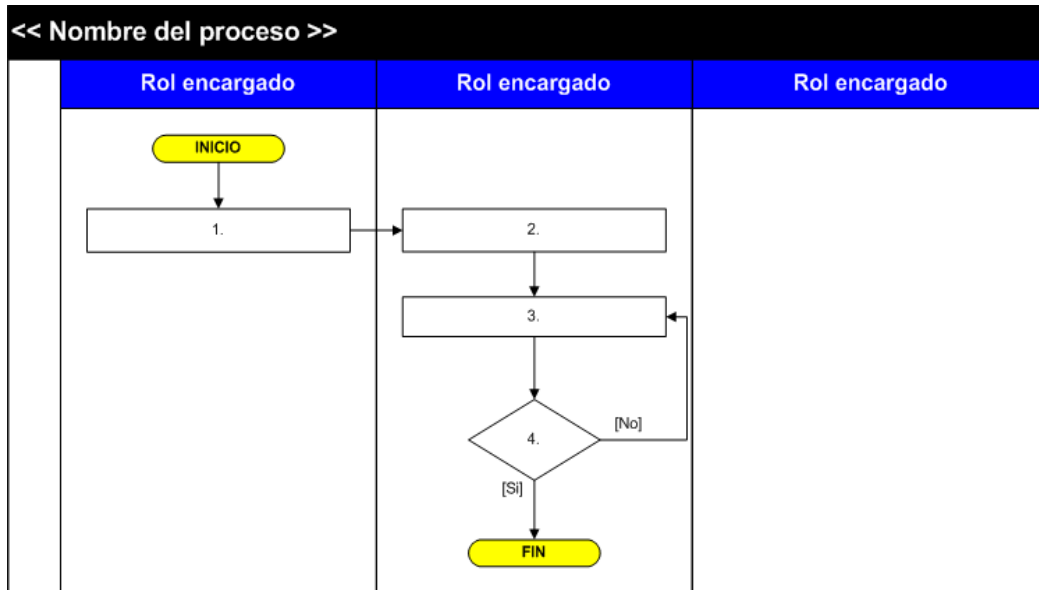 << Nombre del proceso >>
Rol encargado
Rol encargado
Rol encargado
INICIO
1.
2.
3.
4.
[No]
[Si]
FIN